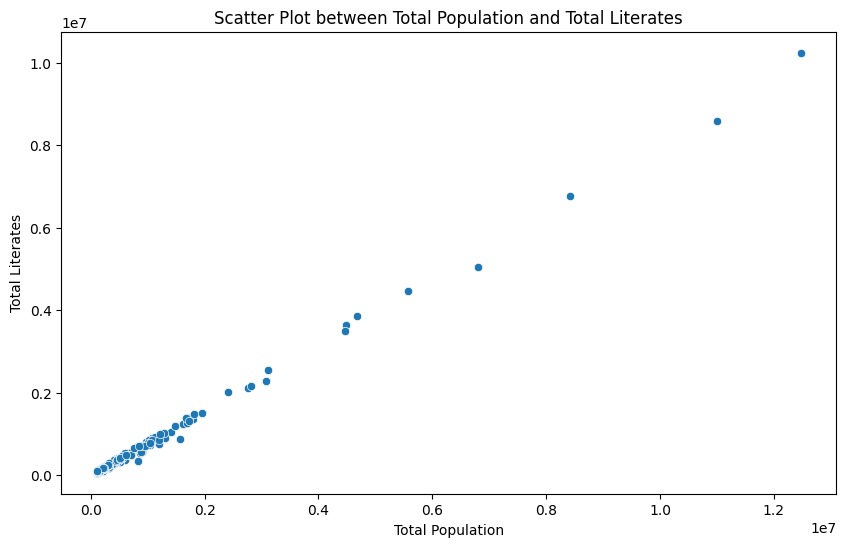 Scatter Plot between Total Population and Total Literates
1e7
1.0
0.8
0.6
0.4
0.2
0.0
Total Literates
0.0 0.2 0.4 0.6 0.8 1.0 1.2
1e7
Total Population